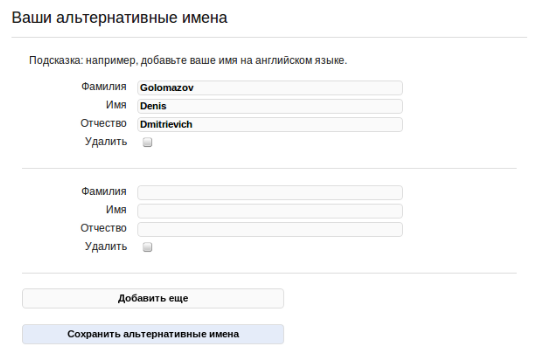 Ваши альтернативные имена
Подсказка: например, добавьте ваше имя на английском языке.
Фамилия Golomazov
Имя Denis
Отчество Dmitrievich
Удалить
Фамилия
Имя
Отчество
Удалить
Добавить еще
Сохранить альтернативные имена